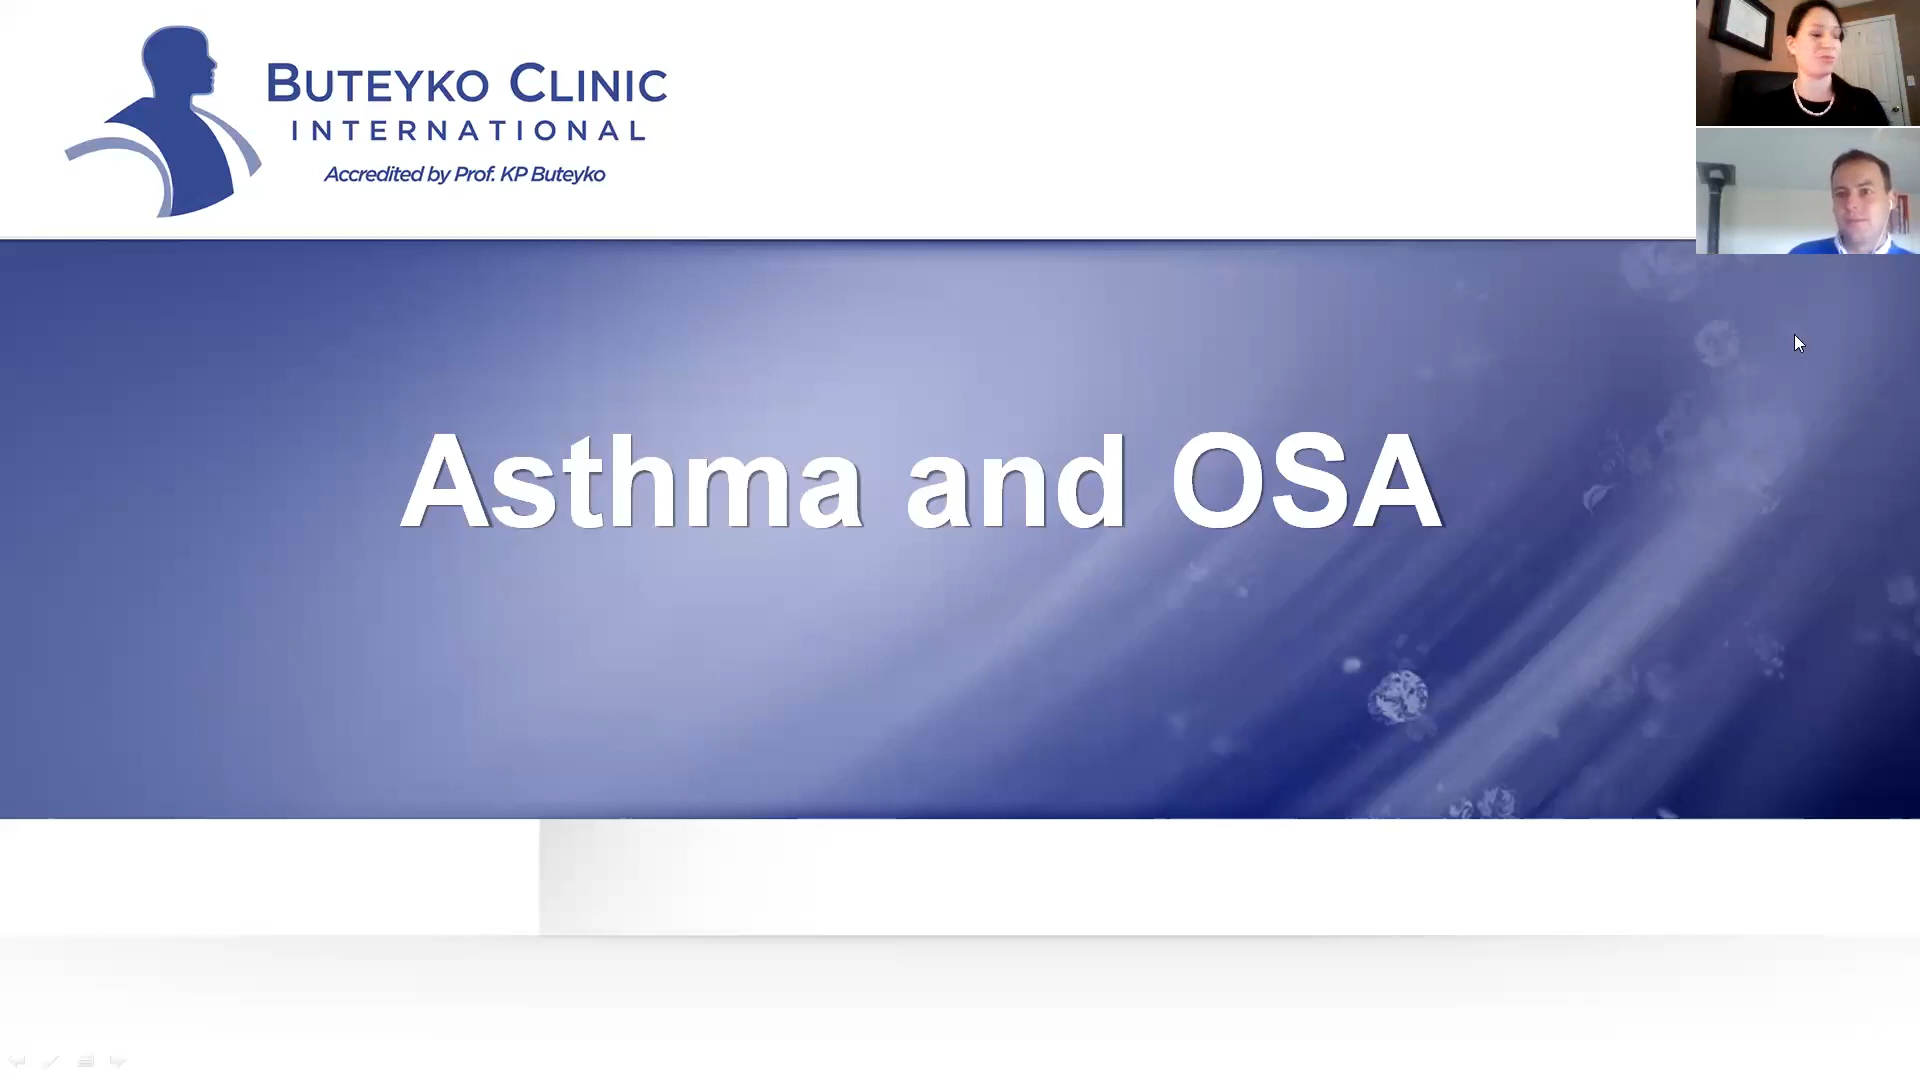 BUTEYKO CLINIC
INTERNATIONAL
Accredited by Prof. KP Buteyko
Asthma and OSA